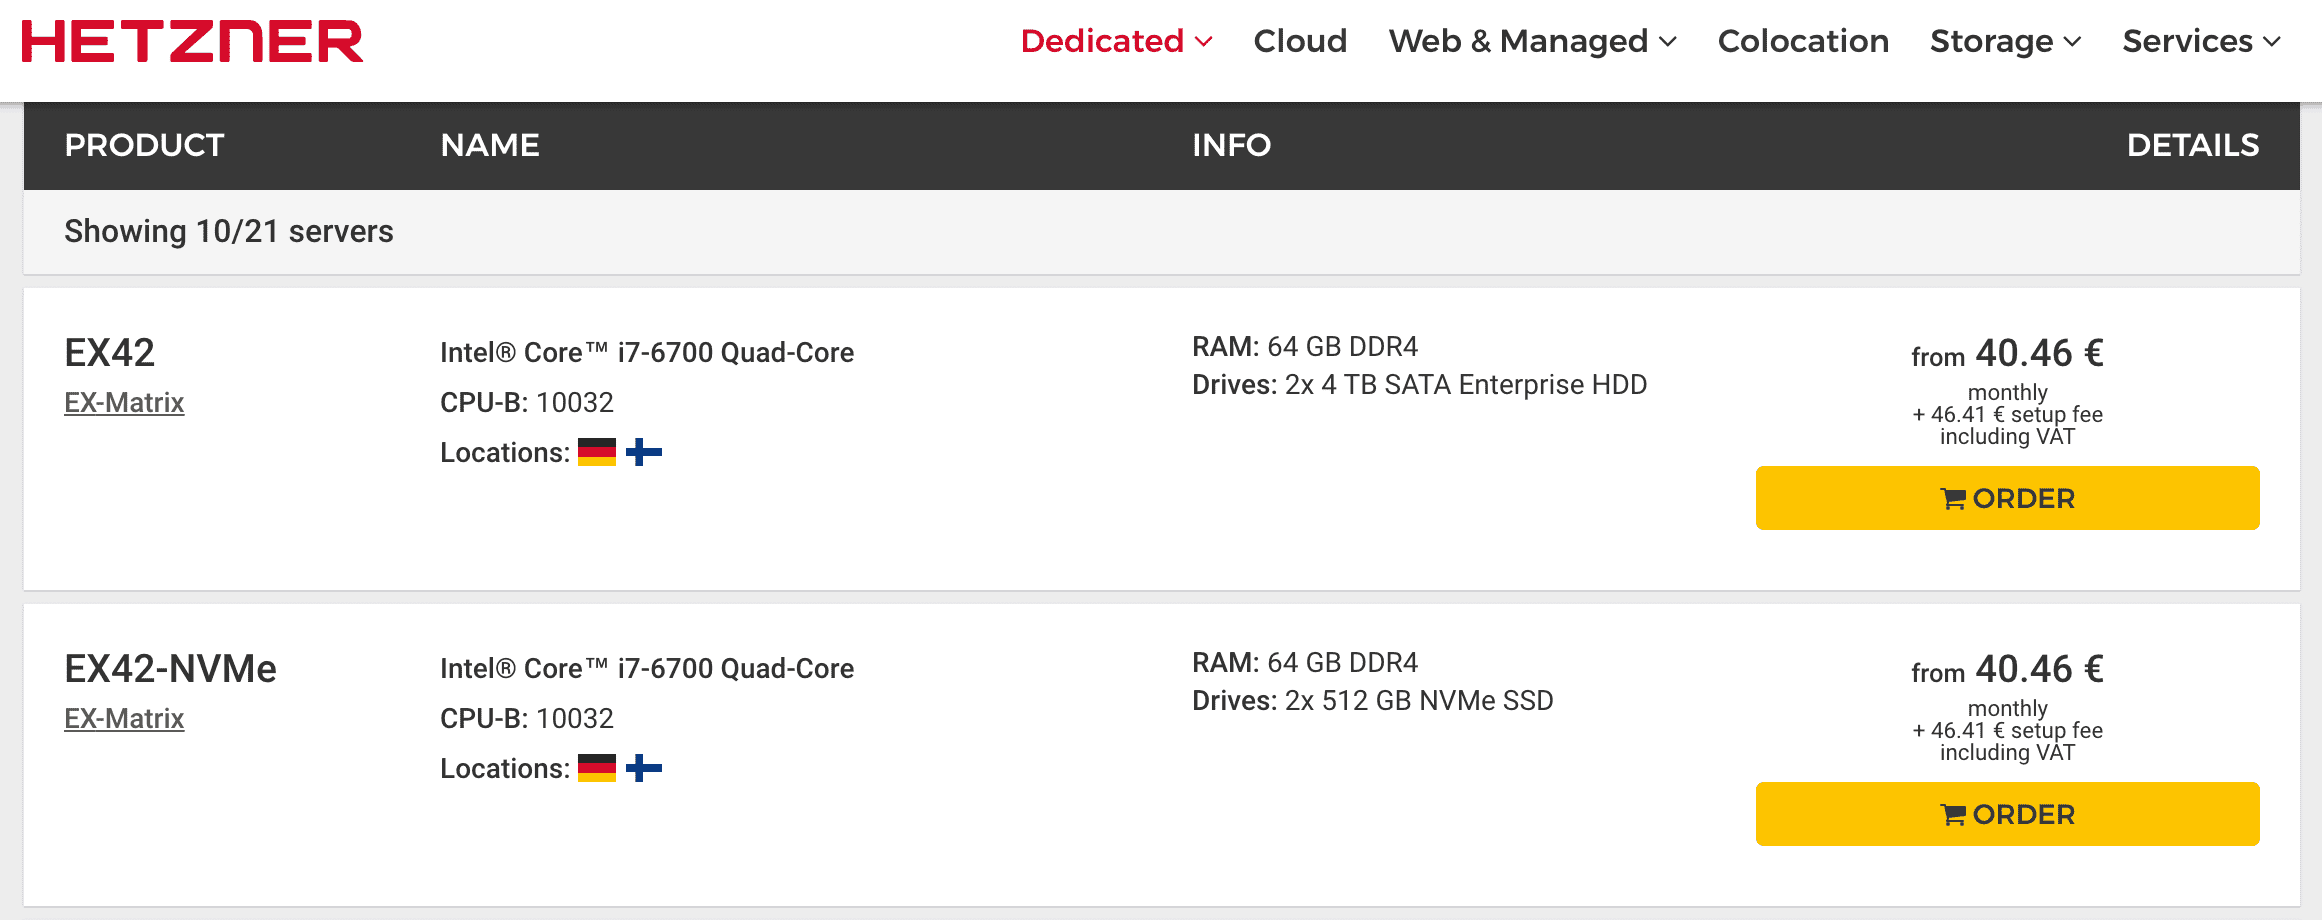 HETZNER
Dedicated Cloud Web & Managed Colocation Storage Services
PRODUCT NAME INFO DETAILS
Showing 10/21 servers
EX42
EX-Matrix
Intel® Core™ i7-6700 Quad-Core
CPU-B: 10032
Locations:
RAM: 64 GB DDR4
Drives: 2x 4 TB SATA Enterprise HDD
from 40.46 €
monthly
+ 46.41 € setup fee
including VAT
ORDER
EX42-NVMe
EX-Matrix
Intel® Core™ i7-6700 Quad-Core
CPU-B: 10032
Locations:
RAM: 64 GB DDR4
Drives: 2x 512 GB NVMe SSD
from 40.46 €
monthly
+ 46.41 € setup fee
including VAT
ORDER